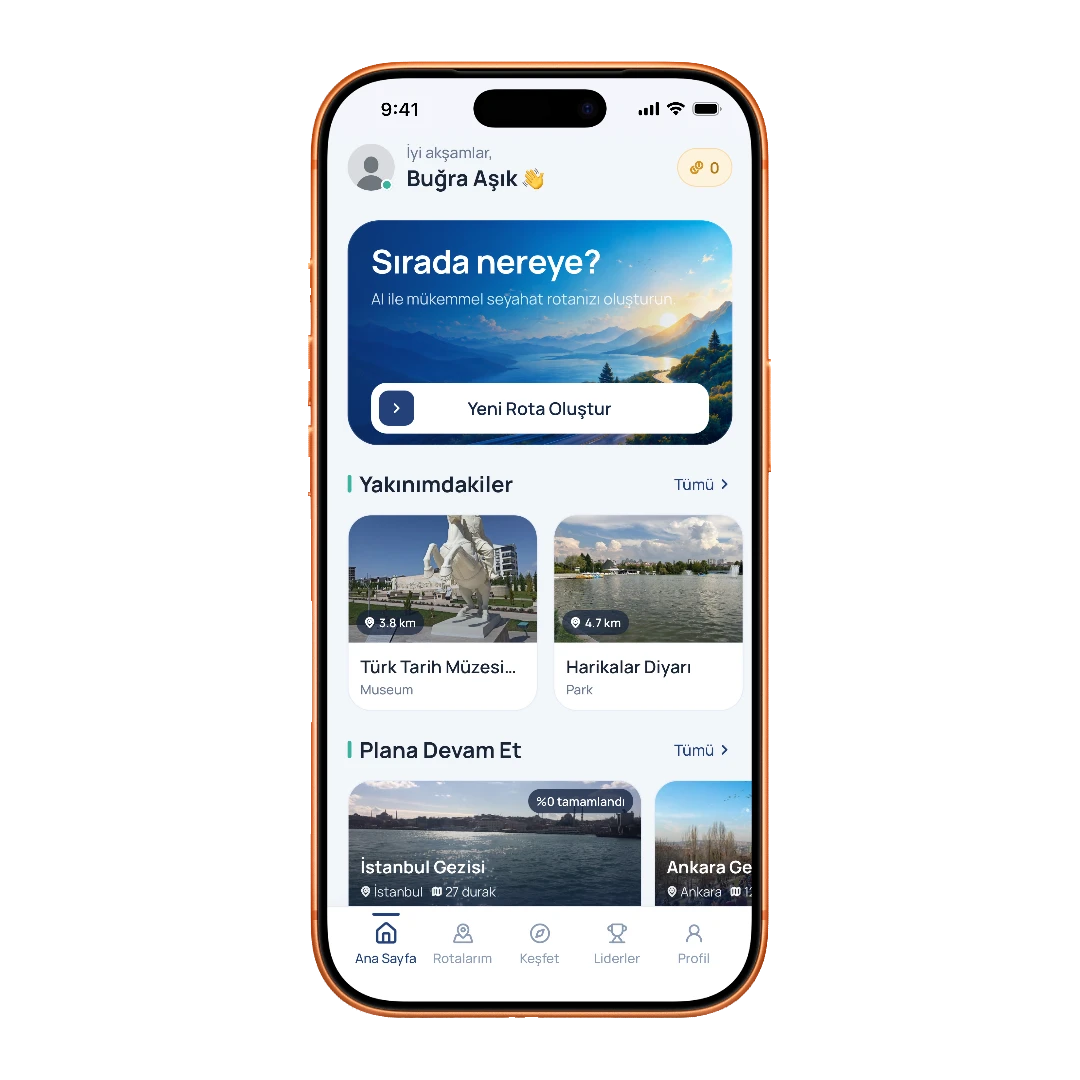 9:41
İyi akşamlar,
Buğra Aşık 👋
0
Sırada nereye?
AI ile mükemmel seyahat rotanızı oluşturun.
Yeni Rota Oluştur
Yakınımdakiler
Tümü
3.8 km
4.7 km
Türk Tarih Müzesi...
Museum
Harikalar Diyarı
Park
Plana Devam Et
Tümü
%0 tamamlandı
İstanbul Gezisi
İstanbul 27 durak
Ankara Ge
Ankara 12
Ana Sayfa
Rotalarım
Keşfet
Liderler
Profil